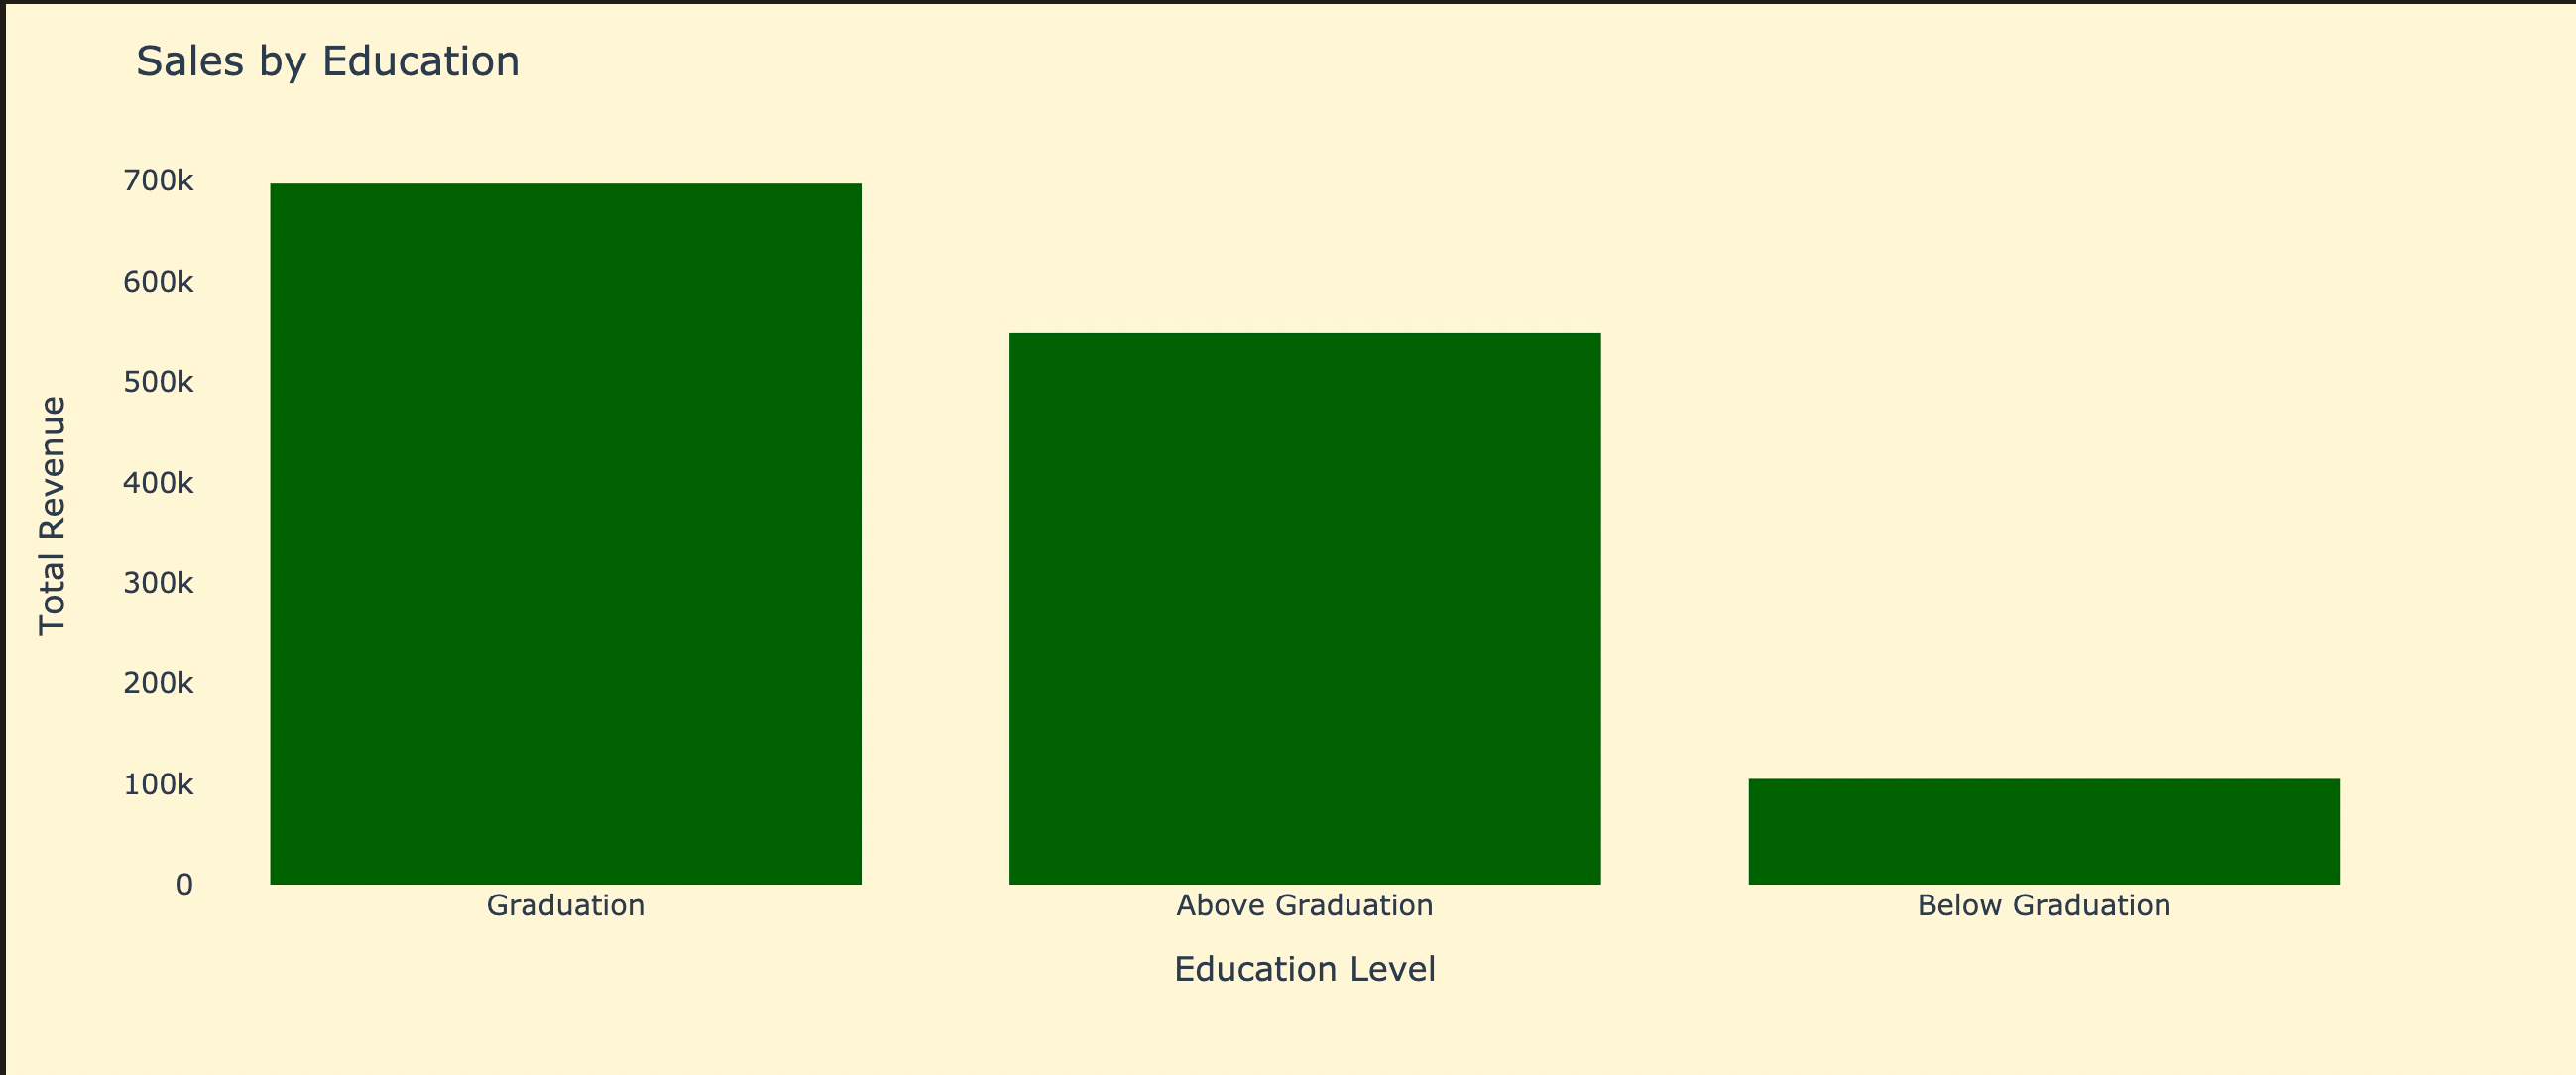 Sales by Education
700k
600k
500k
400k
300k
200k
100k
0
Total Revenue
Graduation
Above Graduation
Below Graduation
Education Level